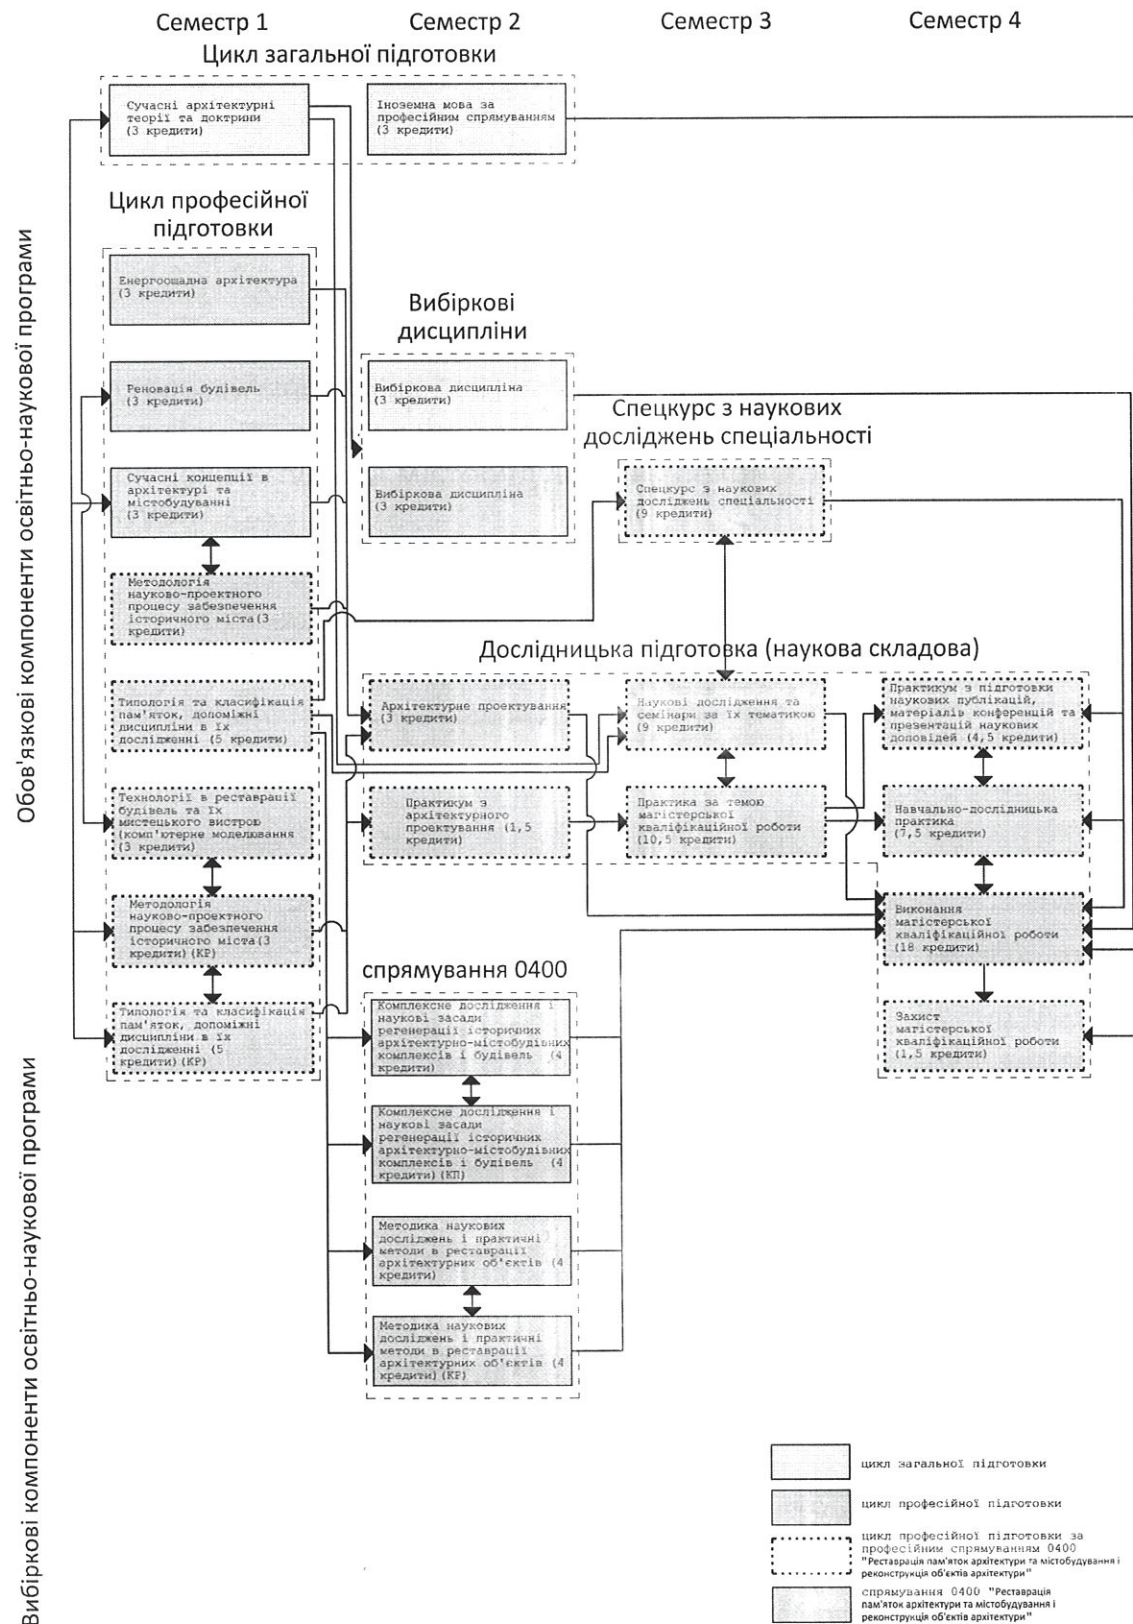 Семестр 1
Семестр 2
Семестр 3
Семестр 4
Цикл загальної підготовки
Сучасні архітектурні
теорії та доктрини
(3 кредити)
Іноземна мова за
професійним спрямуванням
(3 кредити)
Обов'язкові компоненти освітньо-наукової програми
Цикл професійної
підготовки
Енергоощадна архітектура
(3 кредити)
Реновація будівель
(3 кредити)
Сучасні концепції в
архітектурі та
містобудуванні
(3 кредити)
Методологія
науково-проектного
процесу забезпечення
історичного міста(3
кредити)
Типологія та класифікація
пам'яток, допоміжні
дисципліни в їх
дослідженні (5 кредити)
Технології в реставрації
будівель та їх
мистецького вистрою
(комп'ютерне моделювання
(3 кредити)
Методологія
науково-проектного
процесу забезпечення
історичного міста(3
кредити)(КР)
Типологія та класифікація
пам'яток, допоміжні
дисципліни в їх
дослідженні (5
кредити)(КР)
Вибіркові
дисципліни
Вибіркова дисципліна
(3 кредити)
Вибіркова дисципліна
(3 кредити)
Спецкурс з наукових
досліджень спеціальності
Спецкурс з наукових
досліджень спеціальності
(9 кредити)
Дослідницька підготовка (наукова складова)
Архітектурне проектування
(3 кредити)
Практикум з
архітектурного
проектування (1,5
кредити)
Наукові дослідження та
семінари за їх тематикою
(9 кредити)
Практика за темою
магістерської
кваліфікаційної роботи
(10,5 кредити)
Практикум з підготовки
наукових публікацій,
матеріалів конференцій та
презентацій наукових
доповідей (4,5 кредити)
Навчально-дослідницька
практика
(7,5 кредити)
Виконання
магістерської
кваліфікаційної роботи
(18 кредити)
Захист
магістерської
кваліфікаційної роботи
(1,5 кредити)
Вибіркові компоненти освітньо-наукової програми
спрямування 0400
Комплексне дослідження і
наукові засади
регенерації історичних
архітектурно-містобудівних
комплексів і будівель (4
кредити)
Комплексне дослідження і
наукові засади
регенерації історичних
архітектурно-містобудівних
комплексів і будівель (4
кредити)(КП)
Методика наукових
досліджень і практичні
методи в реставрації
архітектурних об'єктів (4
кредити)
Методика наукових
досліджень і практичні
методи в реставрації
архітектурних об'єктів (4
кредити)(КР)
цикл загальної підготовки
цикл професійної підготовки
цикл професійної підготовки за
професійним спрямуванням 0400
"Реставрація пам'яток архітектури та містобудування і
реконструкція об'єктів архітектури"
спрямування 0400 "Реставрація
пам'яток архітектури та містобудування і
реконструкція об'єктів архітектури"